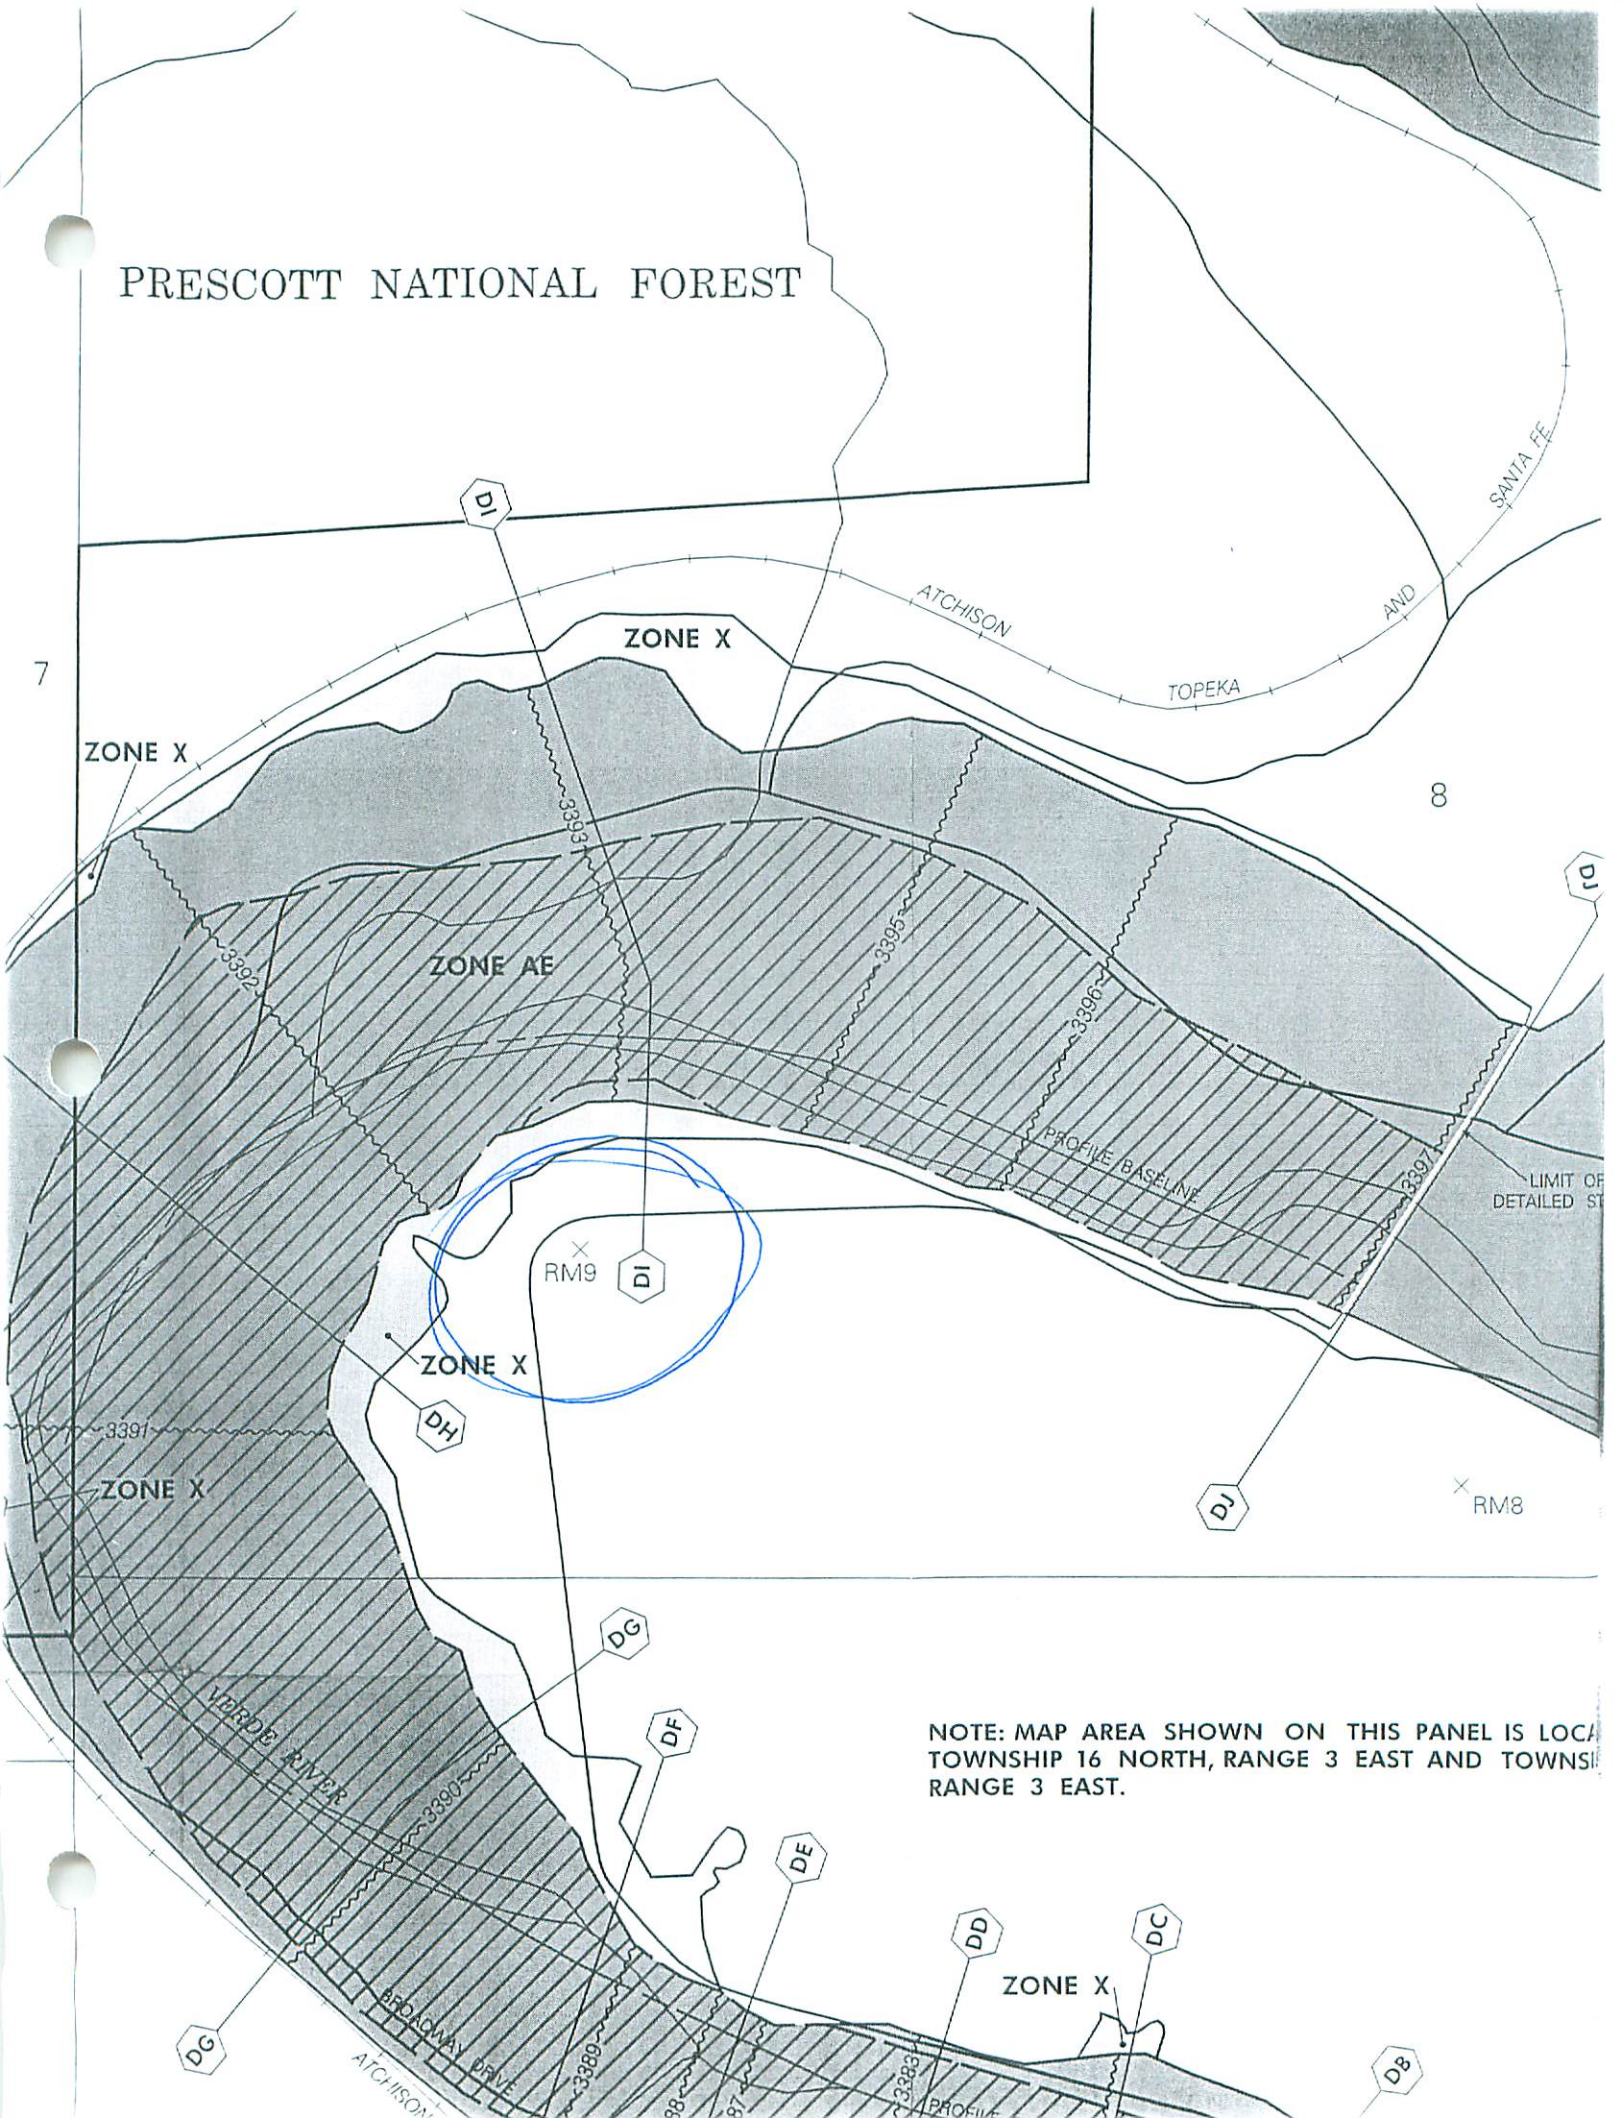 PRESCOTT NATIONAL FOREST
DI
SANTA FE
ATCHISON
AND
ZONE X
TOPEKA
7
ZONE X
8
3393
DJ
3395
3392
ZONE AE
3396
PROFILE BASELINE
3397
LIMIT OF
DETAILED
RM9
DI
ZONE X
DH
3391
ZONE X
DJ
RM8
DG
VERDE RIVER
DF
NOTE: MAP AREA SHOWN ON THIS PANEL IS
TOWNSHIP 16 NORTH, RANGE 3 EAST AND
RANGE 3 EAST.
3390
DE
DD
DC
ZONE X
BROADWAY DRIVE
DG
ATCHISON
3389
3383
DB
PROFILE